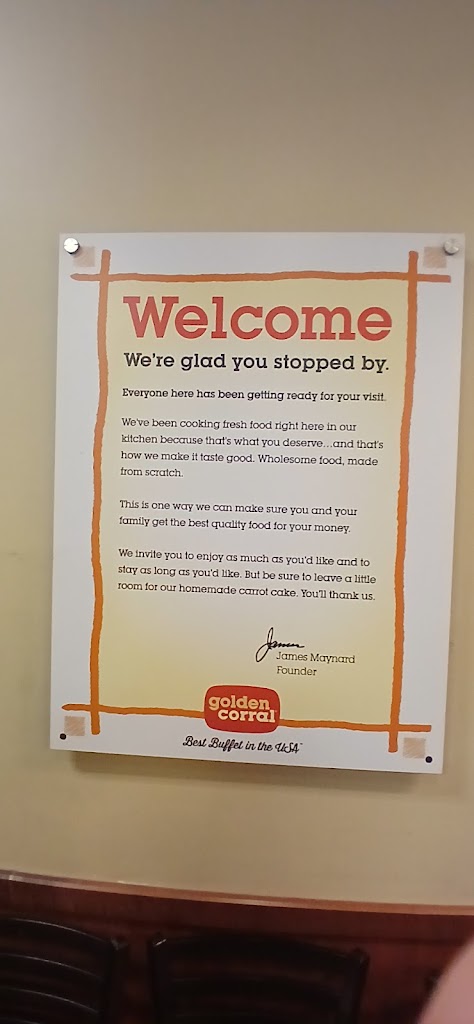 Welcome
We're glad you stopped by.
Everyone here has been getting ready for your visit.
We've been cooking fresh food right here in our
kitchen because that's what you deserve...and that's
how we make it taste good. Wholesome food, made
from scratch.
This is one way we can make sure you and your
family get the best quality food for your money.
We invite you to enjoy as much as you'd like and to
stay as long as you'd like. But be sure to leave a little
room for our homemade carrot cake. You'll thank us.
James
James Maynard
Founder
golden
corral
Best Buffet in the USA™